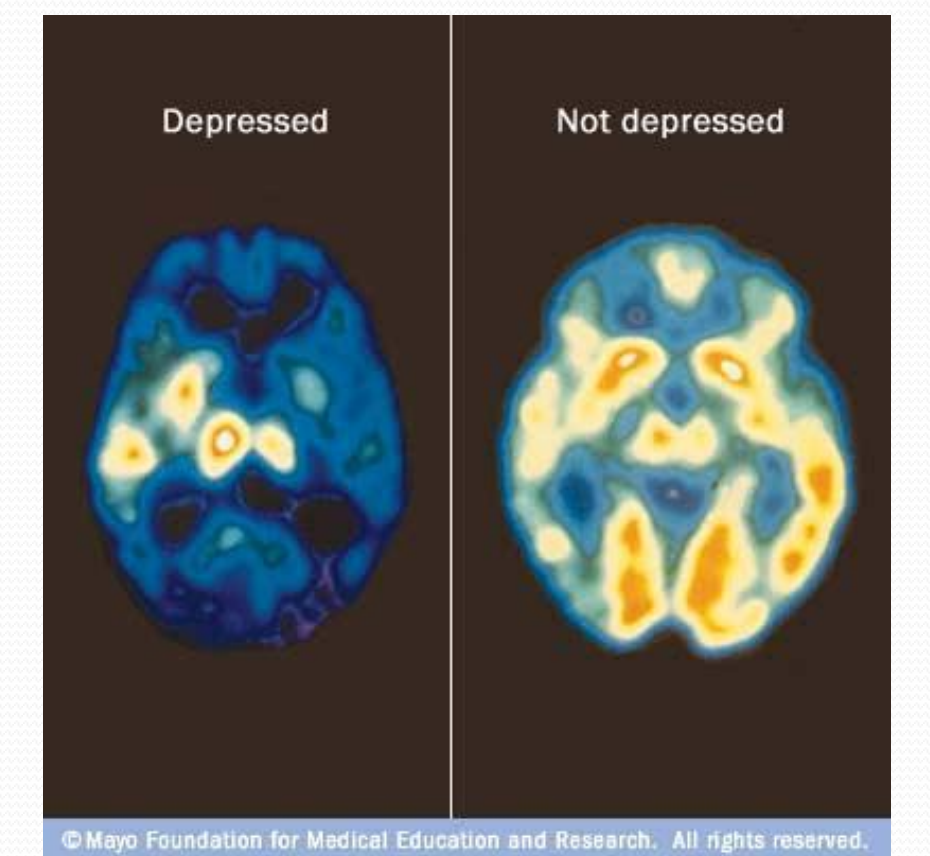 Depressed
Not depressed
© Mayo Foundation for Medical Education and Research. All rights reserved.